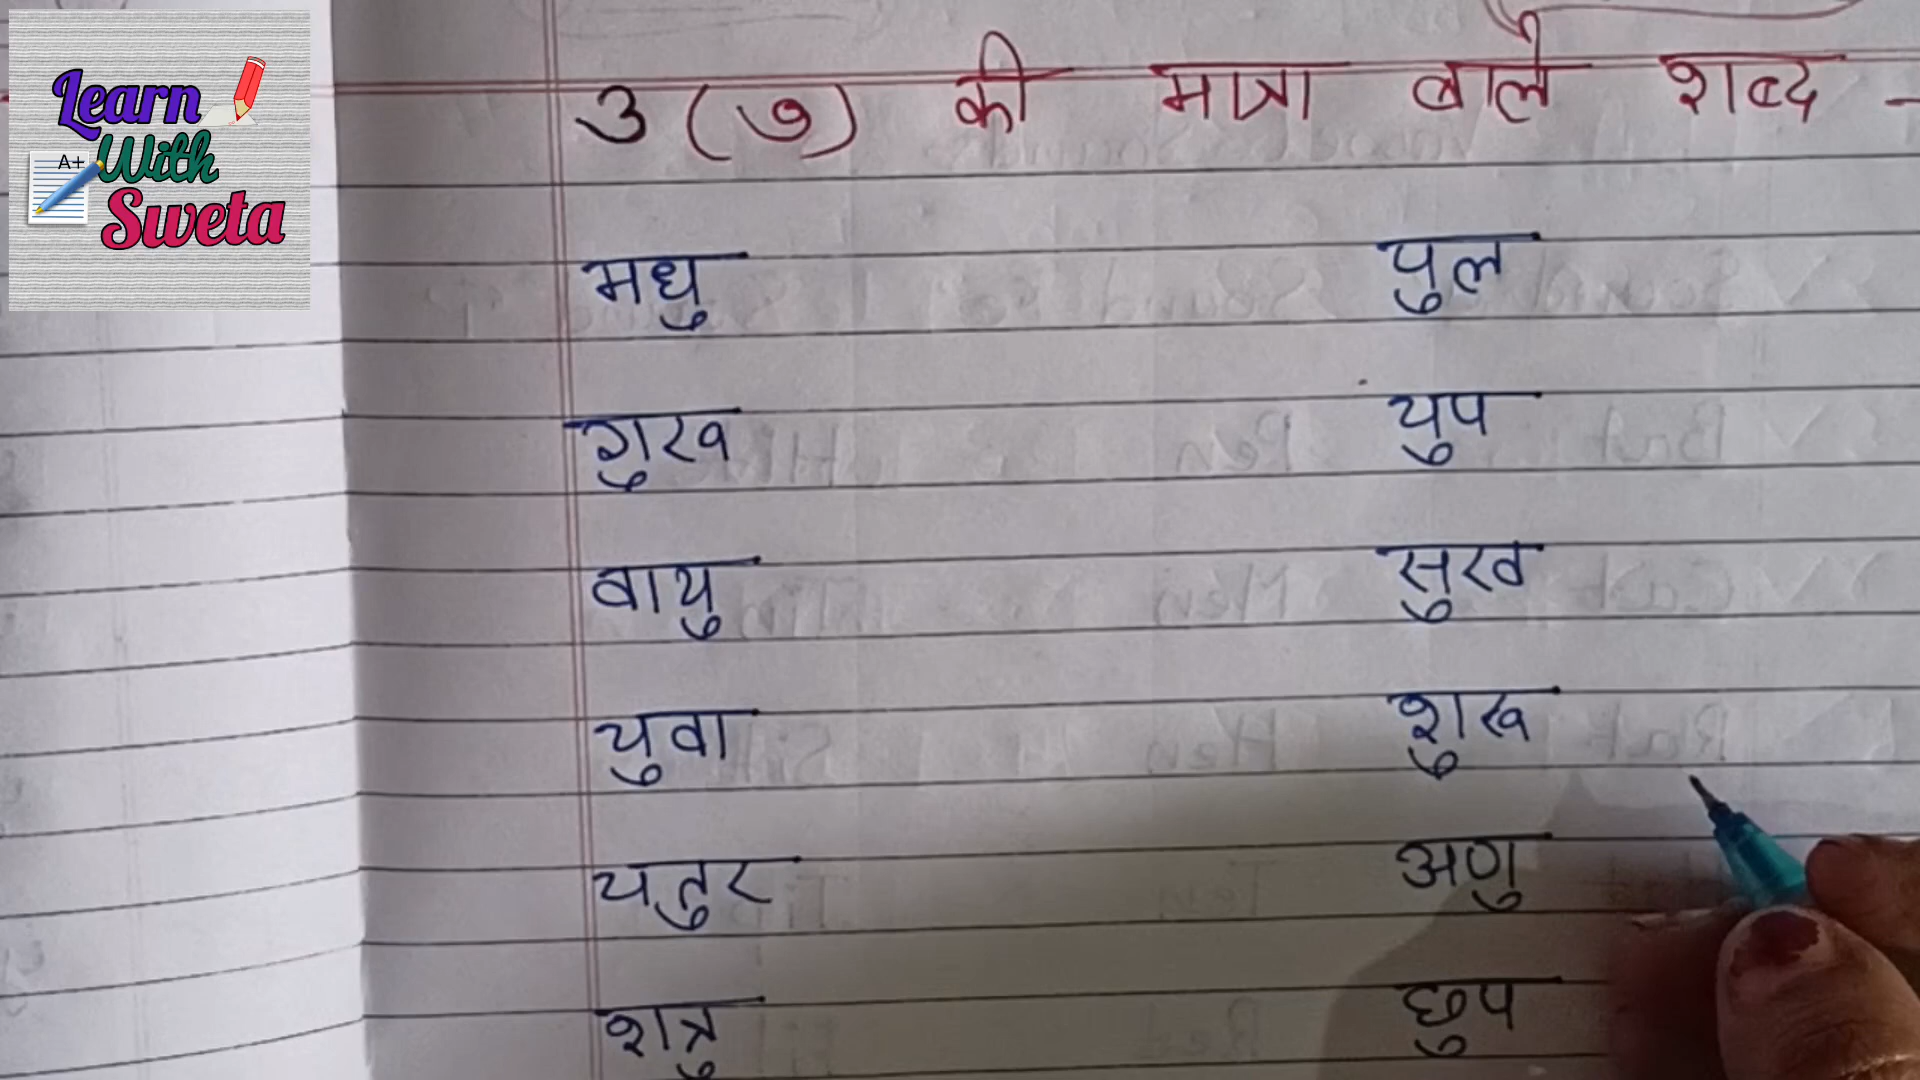 Learn
With
Sweta
A+
उ ( ु ) की मात्रा वाले शब्द -
मधु पुल
चुप
वायु सुख
युवा
चतुर अणु
शत्रु छुप